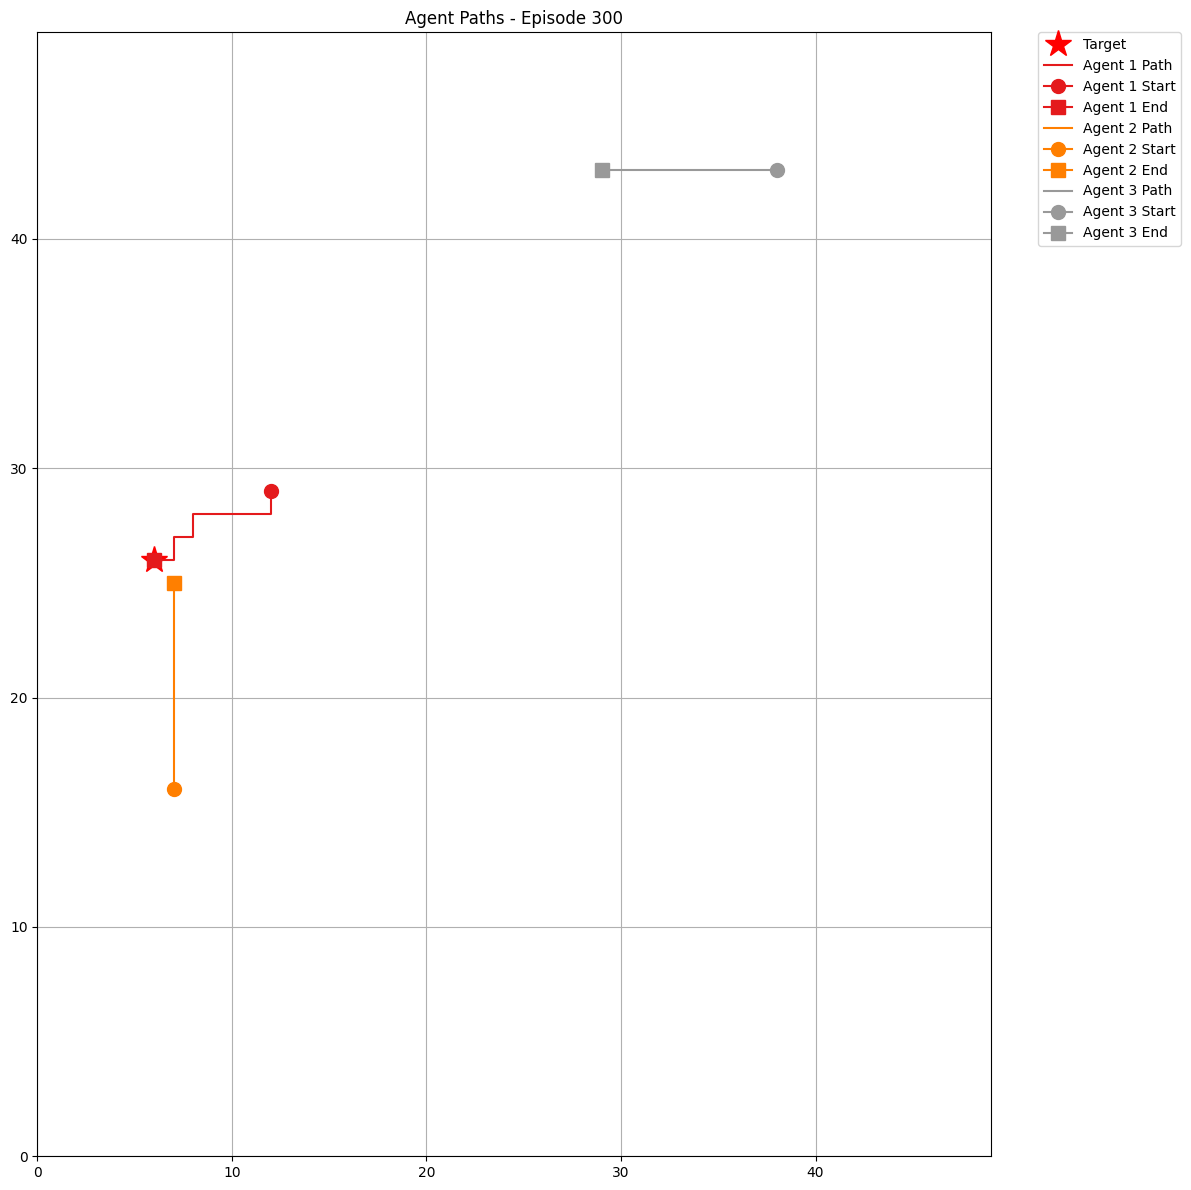 Agent Paths - Episode 300
Target
Agent 1 Path
Agent 1 Start
Agent 1 End
Agent 2 Path
Agent 2 Start
Agent 2 End
Agent 3 Path
Agent 3 Start
Agent 3 End
40
30
20
10
0
0 10 20 30 40